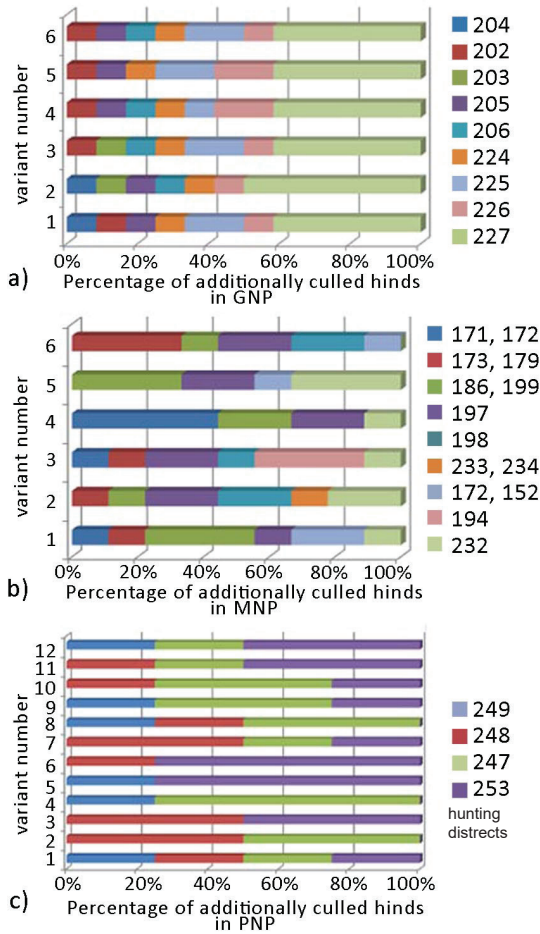 6
5
4
3
2
1
variant number
0% 20% 40% 60% 80% 100%
Percentage of additionally culled hinds
in GNP
a)
204
202
203
205
206
224
225
226
227
6
5
4
3
2
1
variant number
0% 20% 40% 60% 80% 100%
Percentage of additionally culled hinds
in MNP
b)
171, 172
173, 179
186, 199
197
198
233, 234
172, 152
194
232
12
11
10
9
8
7
6
5
4
3
2
1
variant number
0% 20% 40% 60% 80% 100%
Percentage of additionally culled hinds
in PNP
c)
249
248
247
253
hunting
distrects